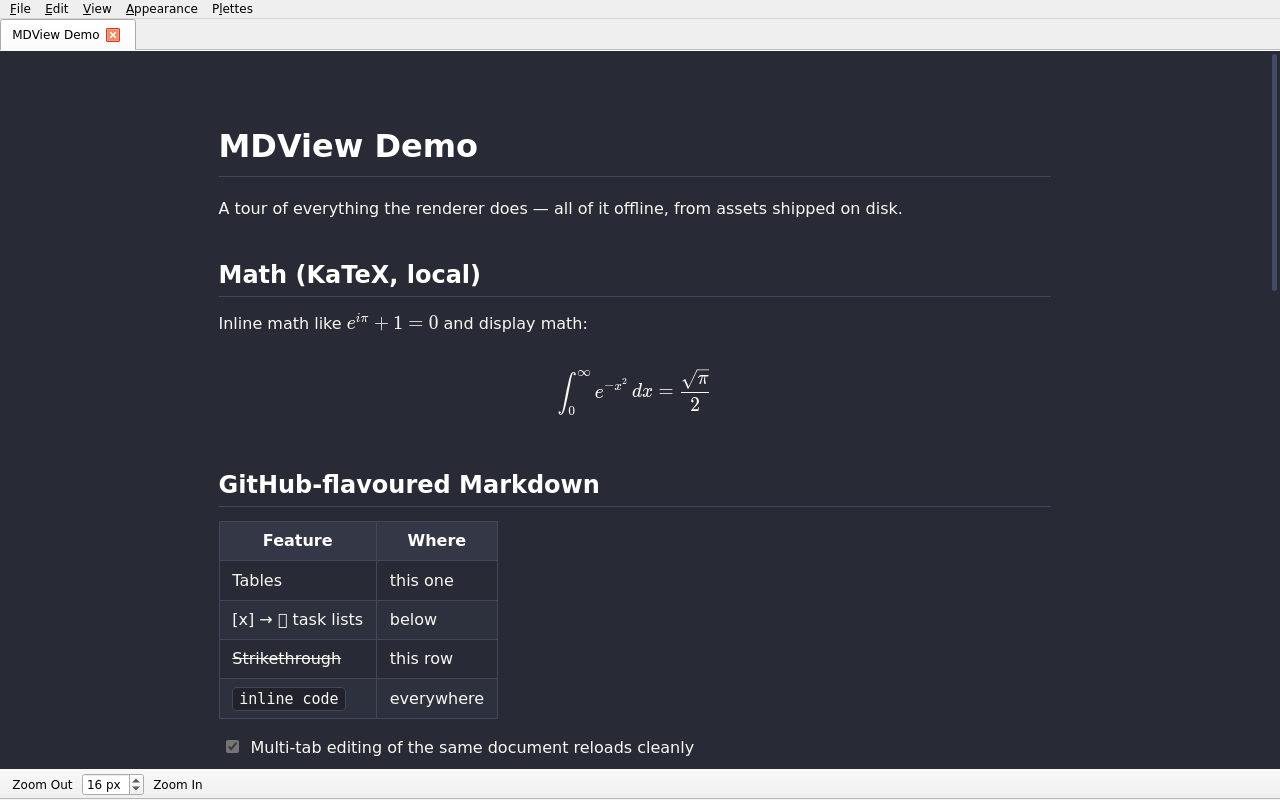 File Edit View Appearance Plettes
MDView Demo
MDView Demo
A tour of everything the renderer does — all of it offline, from assets shipped on disk.
Math (KaTeX, local)
Inline math like e^{iπ} + 1 = 0 and display math:
∫_0^∞ e^{−x^2} dx = √π / 2
GitHub-flavoured Markdown
Feature Where
Tables this one
[x] → ▯ task lists below
Strikethrough this row
inline code everywhere
Multi-tab editing of the same document reloads cleanly
Zoom Out 16 px Zoom In